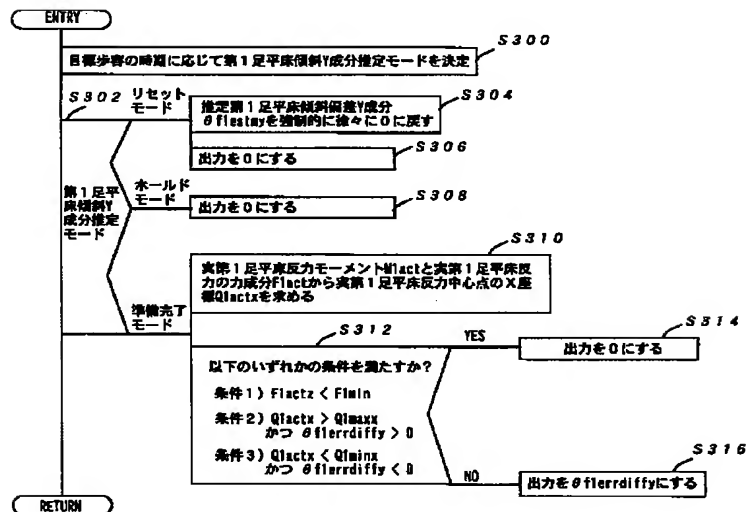 ENTRY
S300
目標歩容の時期に応じて第1足平床傾斜Y成分推定モードを決定
S302
リセット
モード
S304
推定第1足平床傾斜偏差Y成分
θflestmyを強制的に徐々に0に戻す
S306
出力を0にする
第1足平
床傾斜Y
成分推定
モード
ホールド
モード
S308
出力を0にする
S310
実第1足平床反力モーメントM1actと実第1足平床反
力の力成分F1actから実第1足平床反力中心点のX座
標Q1actxを求める
準備完了
モード
S312
以下のいずれかの条件を満たすか?
条件1) F1actz < F1min
条件2) Q1actx > Q1maxx
かつ θf1errdiffy > 0
条件3) Q1actx < Q1minx
かつ θf1errdiffy < 0
YES
S314
出力を0にする
NO
S316
出力をθf1errdiffyにする
RETURN